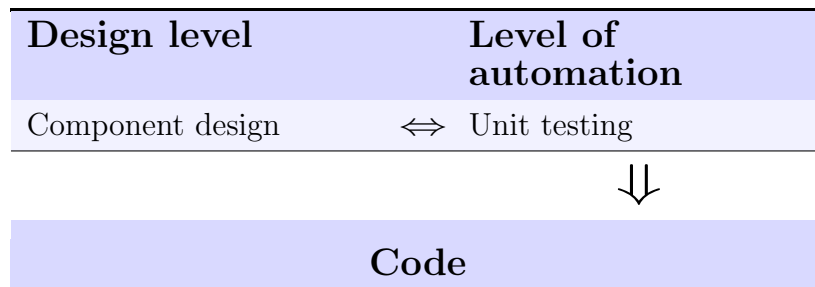 Design level Level of
automation
Component design ⇔ Unit testing
⇓
Code